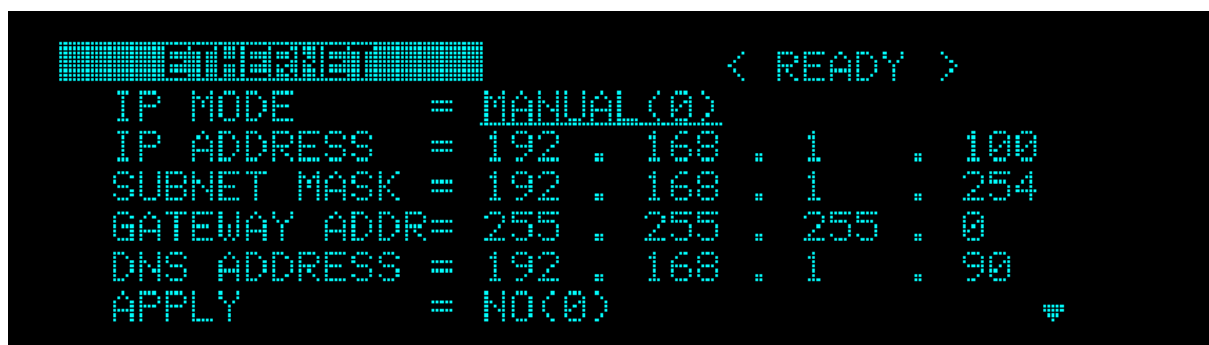 ETHERNET < READY >
IP MODE = MANUAL(0)
IP ADDRESS = 192 . 168 . 1 . 100
SUBNET MASK = 192 . 168 . 1 . 254
GATEWAY ADDR= 255 . 255 . 255 . 0
DNS ADDRESS = 192 . 168 . 1 . 90
APPLY = NO(0)